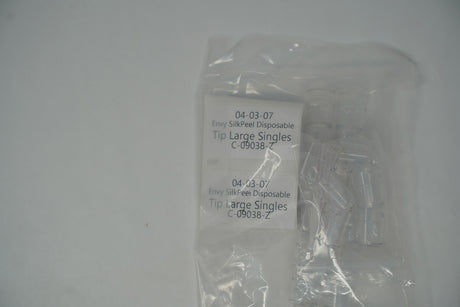 04-03-07
Envy SilkPeel Disposable
Tip Large Singles
C-09038-Z
04-03-07
Envy SilkPeel Disposable
Tip Large Singles
C-09038-Z